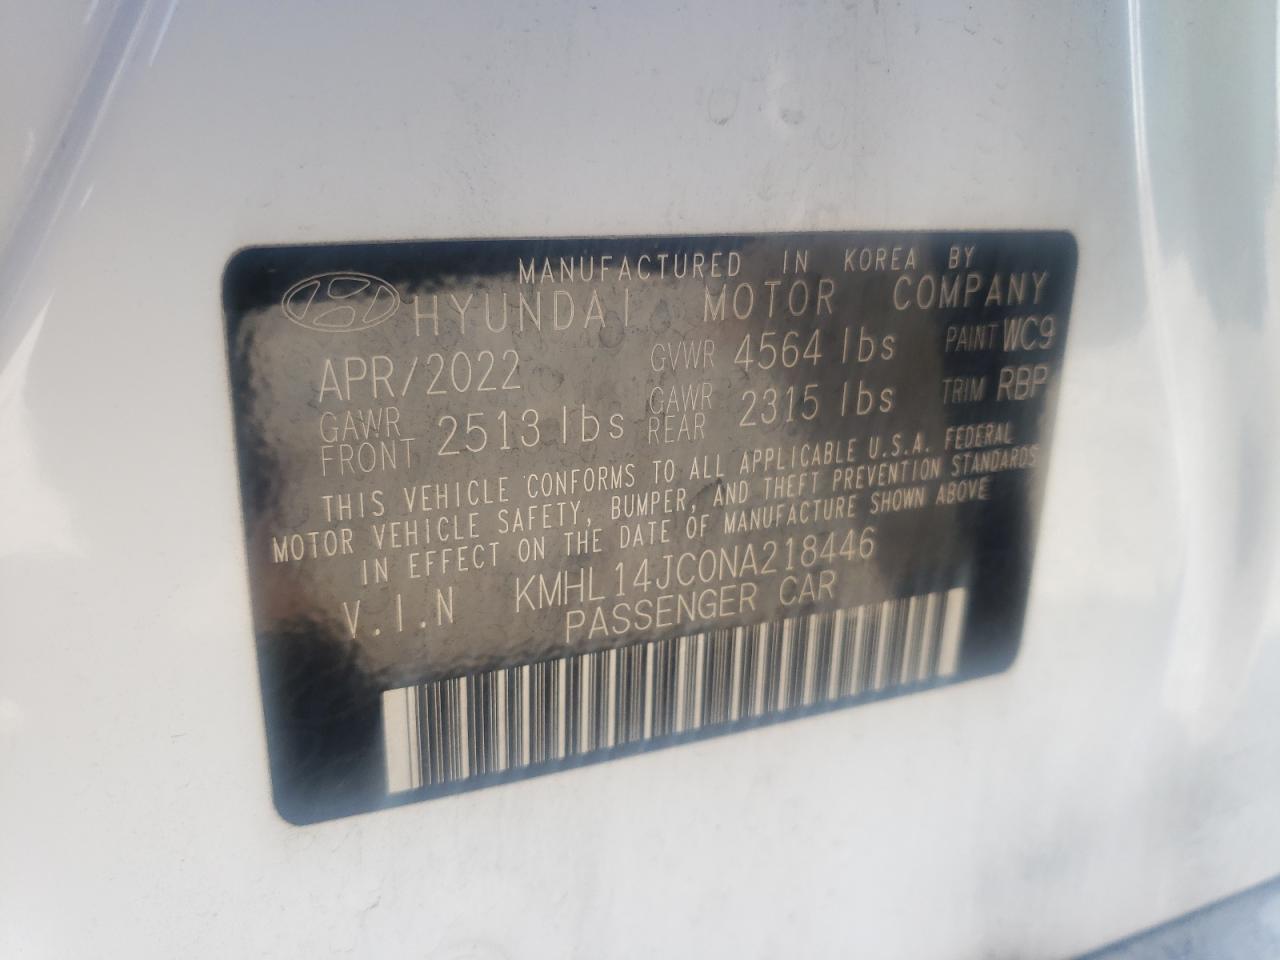 MANUFACTURED IN KOREA BY
HYUNDAI MOTOR COMPANY
APR/2022 GVWR 4564 lbs PAINT WC9
GAWR FRONT 2513 lbs GAWR REAR 2315 lbs TRIM RBP
THIS VEHICLE CONFORMS TO ALL APPLICABLE U.S.A. FEDERAL
MOTOR VEHICLE SAFETY, BUMPER, AND THEFT PREVENTION STANDARDS
IN EFFECT ON THE DATE OF MANUFACTURE SHOWN ABOVE
V.I.N KMHL14JC0NA218446
PASSENGER CAR